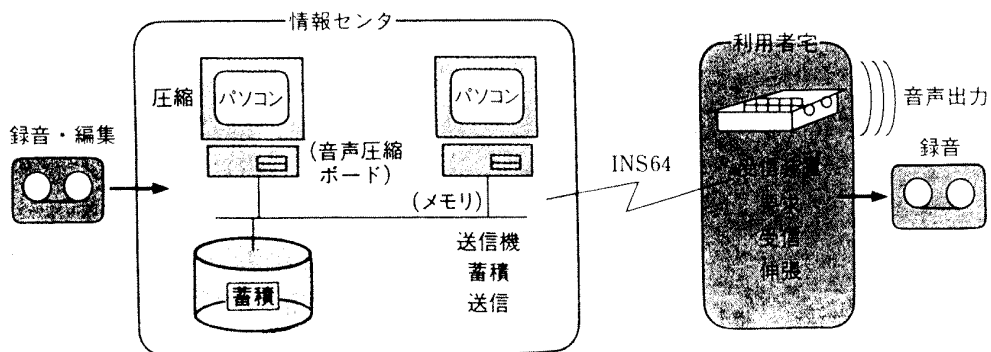 情報センタ
録音・編集
圧縮
パソコン
(音声圧縮
ボード)
蓄積
パソコン
(メモリ)
送信機
蓄積
送信
INS64
利用者宅
受信
伸張
音声出力
録音